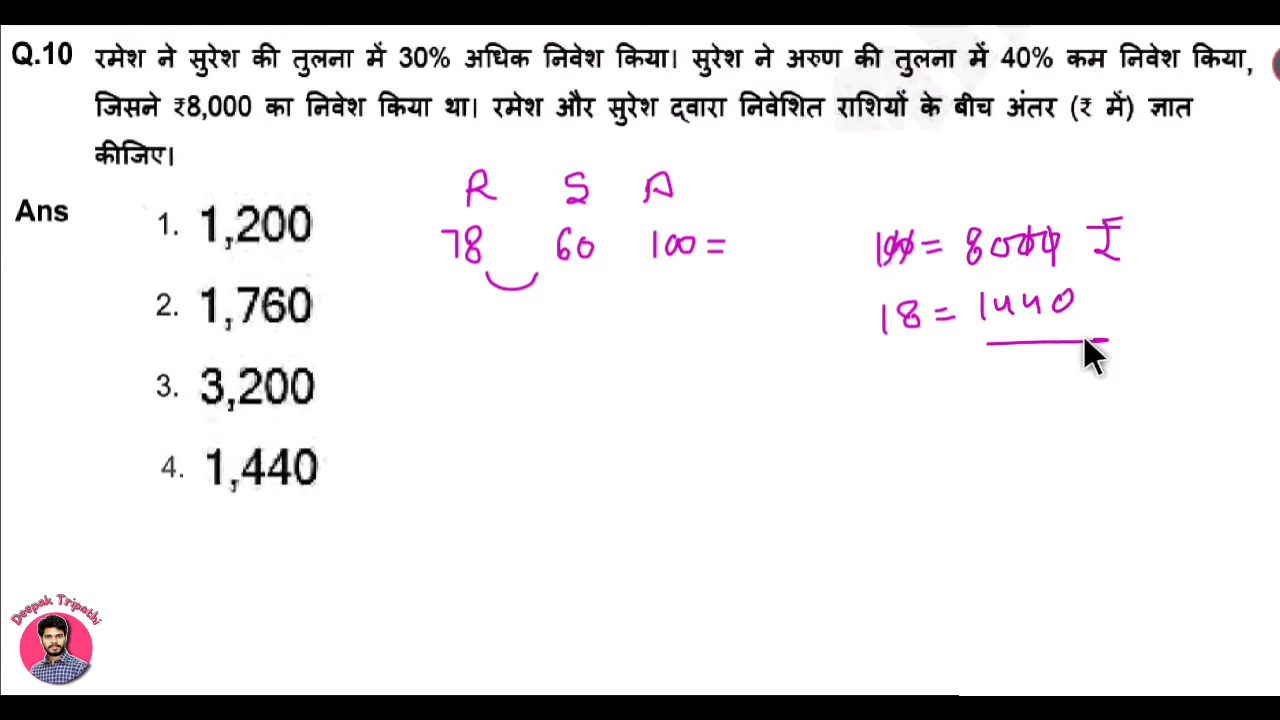 Q.10 रमेश ने सुरेश की तुलना में 30% अधिक निवेश किया। सुरेश ने अरुण की तुलना में 40% कम निवेश किया,
जिसने ₹8,000 का निवेश किया था। रमेश और सुरेश द्वारा निवेशित राशियों के बीच अंतर (₹ में) ज्ञात
कीजिए।
Ans
1. 1,200
2. 1,760
3. 3,200
4. 1,440
R S A
78 60 100 =
100 = 8000 ₹
18 = 1440
Deepak Tripathi